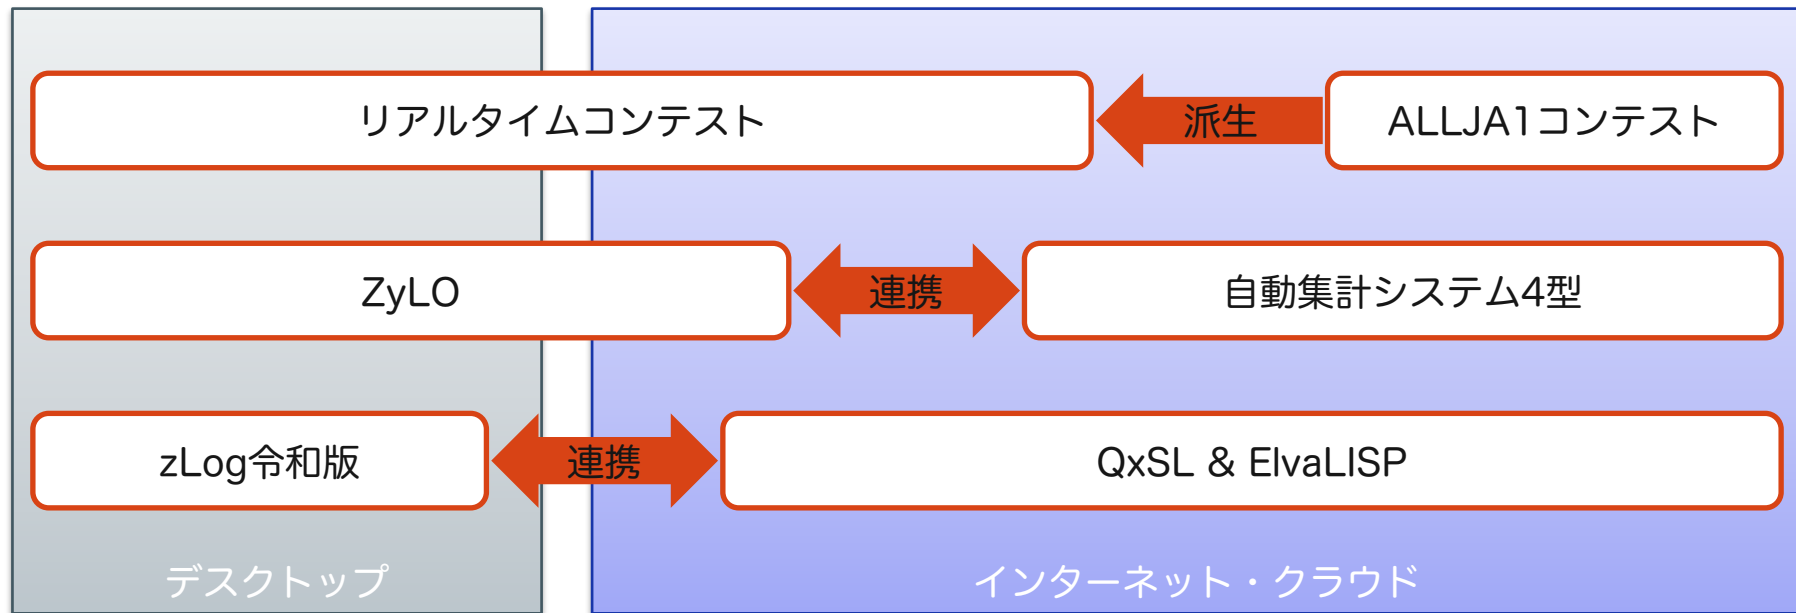 リアルタイムコンテスト
派生
ALLJA1コンテスト
ZyLO
連携
自動集計システム4型
zLog令和版
連携
QxSL & ElvaLISP
デスクトップ
インターネット・クラウド